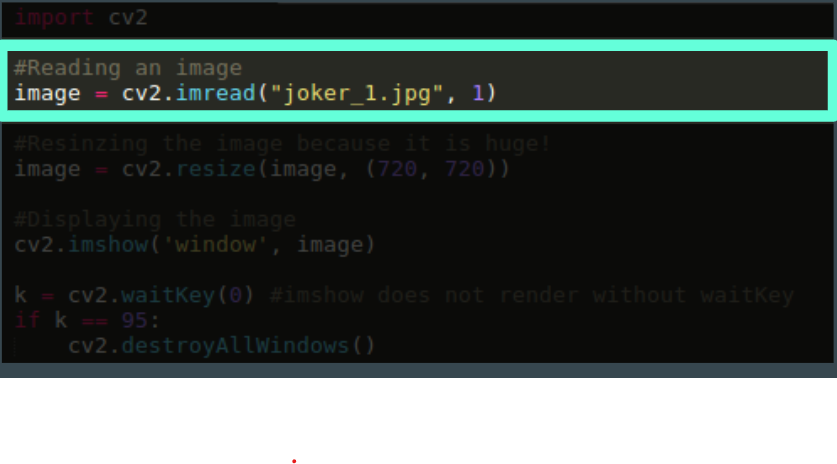 import cv2
#Reading an image
image = cv2.imread("joker_1.jpg", 1)
#Resinzing the image because it is huge!
image = cv2.resize(image, (720, 720))
#Displaying the image
cv2.imshow('window', image)
k = cv2.waitKey(0) #imshow does not render without waitKey
if k == 95:
    cv2.destroyAllWindows()